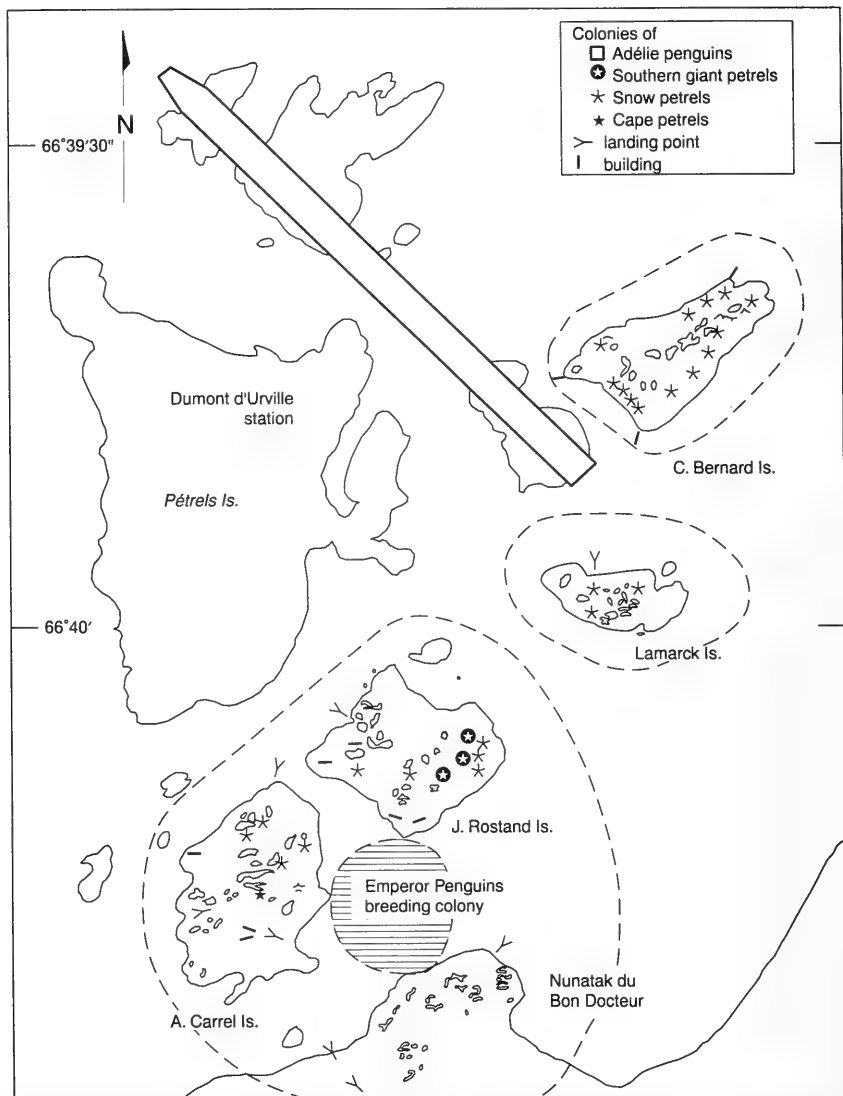 Colonies of
Adélie penguins
Southern giant petrels
Snow petrels
Cape petrels
landing point
building
N
66°39'30"
Dumont d'Urville
station
Pétrels Is.
C. Bernard Is.
66°40'
Lamarck Is.
J. Rostand Is.
Emperor Penguins
breeding colony
Nunatak du
Bon Docteur
A. Carrel Is.